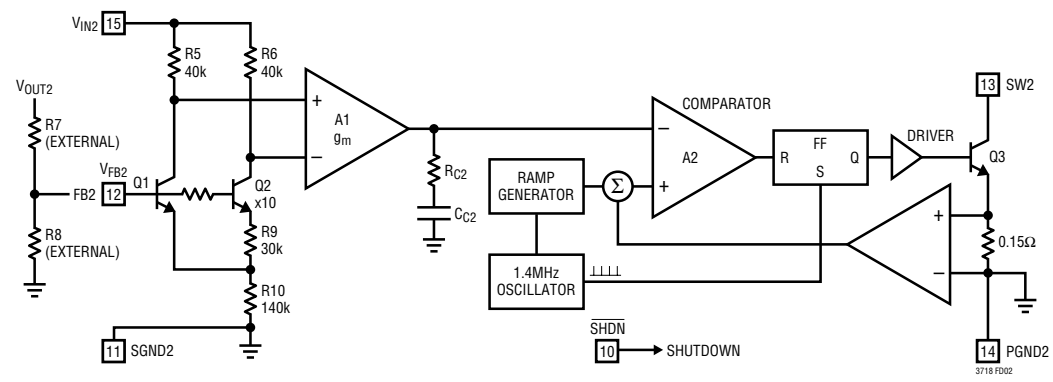 VIN2 15
R5
40k
R6
40k
VOUT2
R7
(EXTERNAL)
VFB2
FB2 12
Q1
Q2
x10
R8
(EXTERNAL)
R9
30k
R10
140k
11 SGND2
+
−
A1
gm
RC2
CC2
COMPARATOR
−
+
A2
RAMP
GENERATOR
Σ
1.4MHz
OSCILLATOR
SHDN
10 SHUTDOWN
FF
R Q
S
DRIVER
13 SW2
Q3
+
−
0.15Ω
14 PGND2
3718 FD02